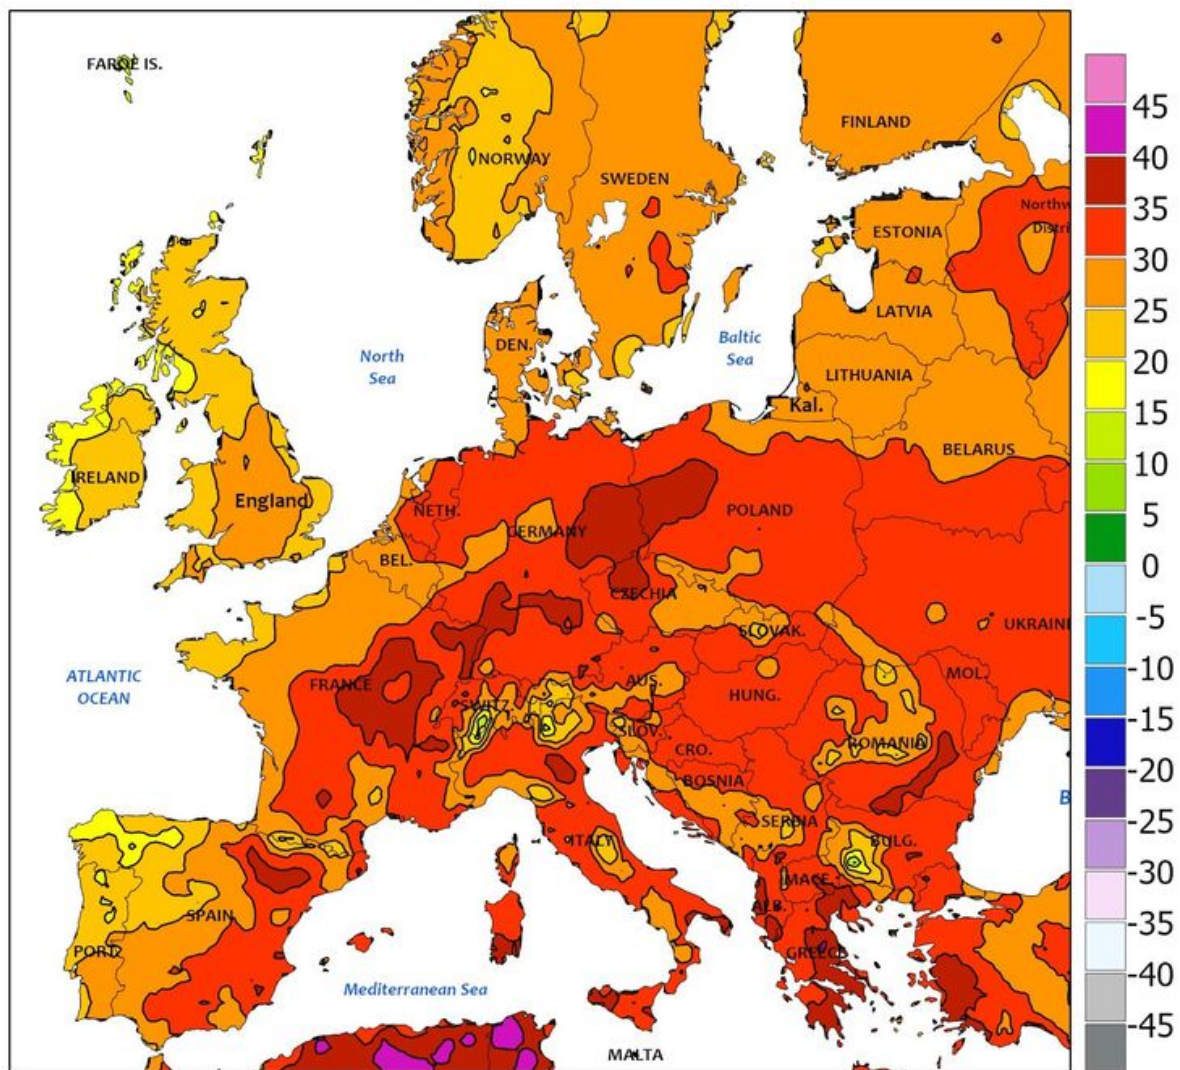 FAROE IS.
NORWAY
SWEDEN
FINLAND
Northw
Distri
ESTONIA
LATVIA
LITHUANIA
Kal.
BELARUS
North
Sea
Baltic
Sea
DEN.
IRELAND
England
NETH.
GERMANY
POLAND
BEL.
CZECHIA
SLOVAK.
UKRAINE
ATLANTIC
OCEAN
FRANCE
SWITZ.
AUS.
HUNG.
MOL.
SLOV.
CRO.
ROMANIA
BOSNIA
SERBIA
BULG.
ITALY
MACE.
ALB.
GREECE
SPAIN
PORT.
Mediterranean Sea
MALTA
B
45
40
35
30
25
20
15
10
5
0
-5
-10
-15
-20
-25
-30
-35
-40
-45